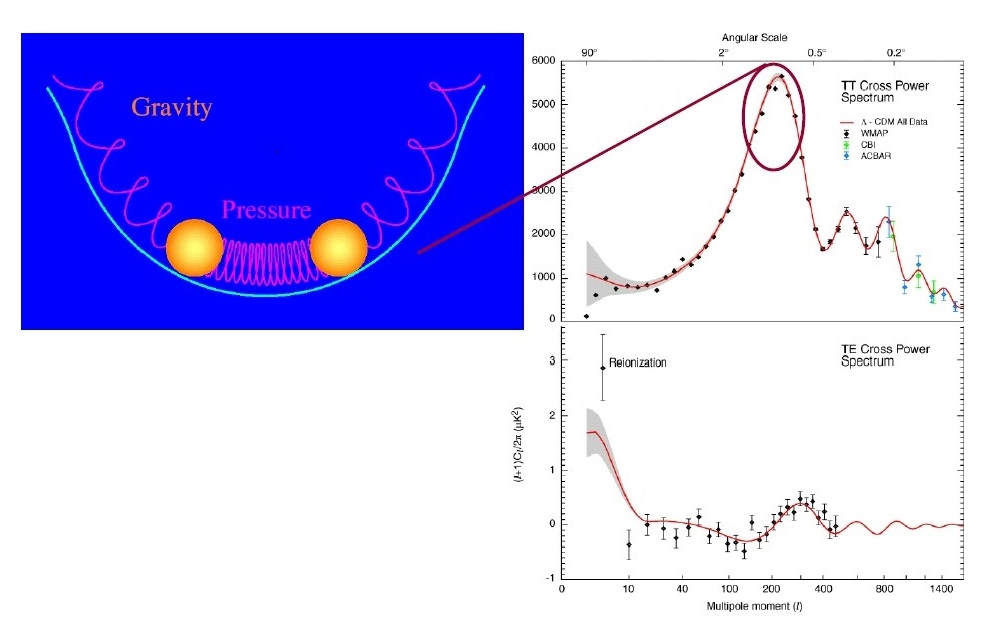 Gravity
Pressure
Angular Scale
90° 2° 0.5° 0.2°
6000
5000
4000
3000
2000
1000
0
TT Cross Power
Spectrum
Λ - CDM All Data
WMAP
CBI
ACBAR
TE Cross Power
Spectrum
Reionization
3
2
1
0
-1
(l+1)Cl/2π (μK²)
0 10 40 100 200 400 800 1400
Multipole moment (l)